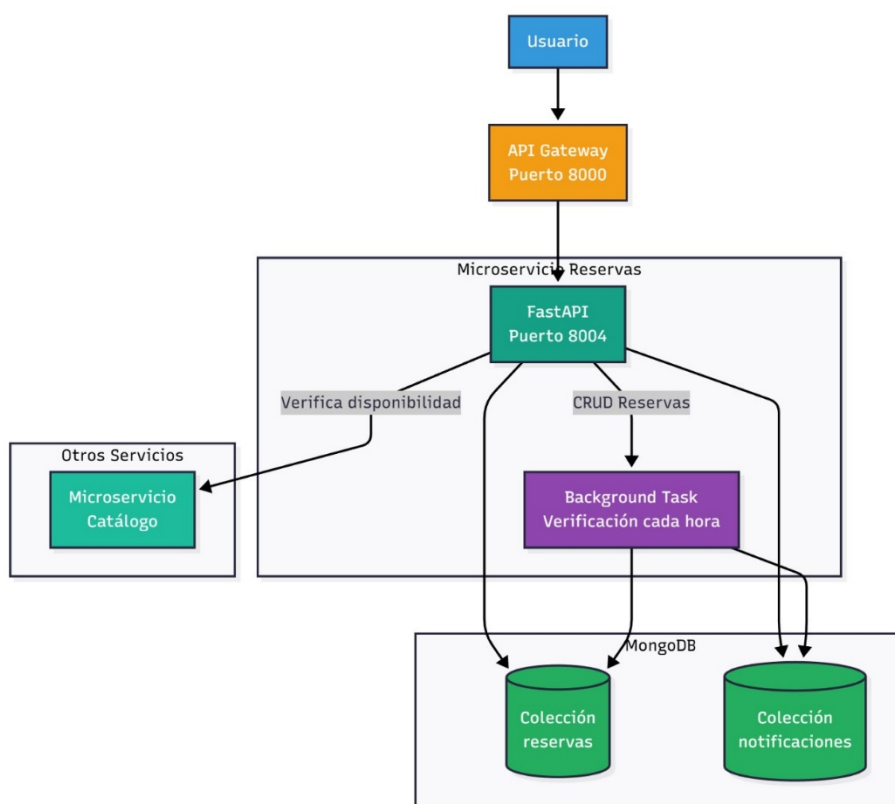 Usuario
API Gateway
Puerto 8000
Microservicio Reservas
FastAPI
Puerto 8004
Verifica disponibilidad
CRUD Reservas
Otros Servicios
Microservicio
Catálogo
Background Task
Verificación cada hora
MongoDB
Colección
reservas
Colección
notificaciones